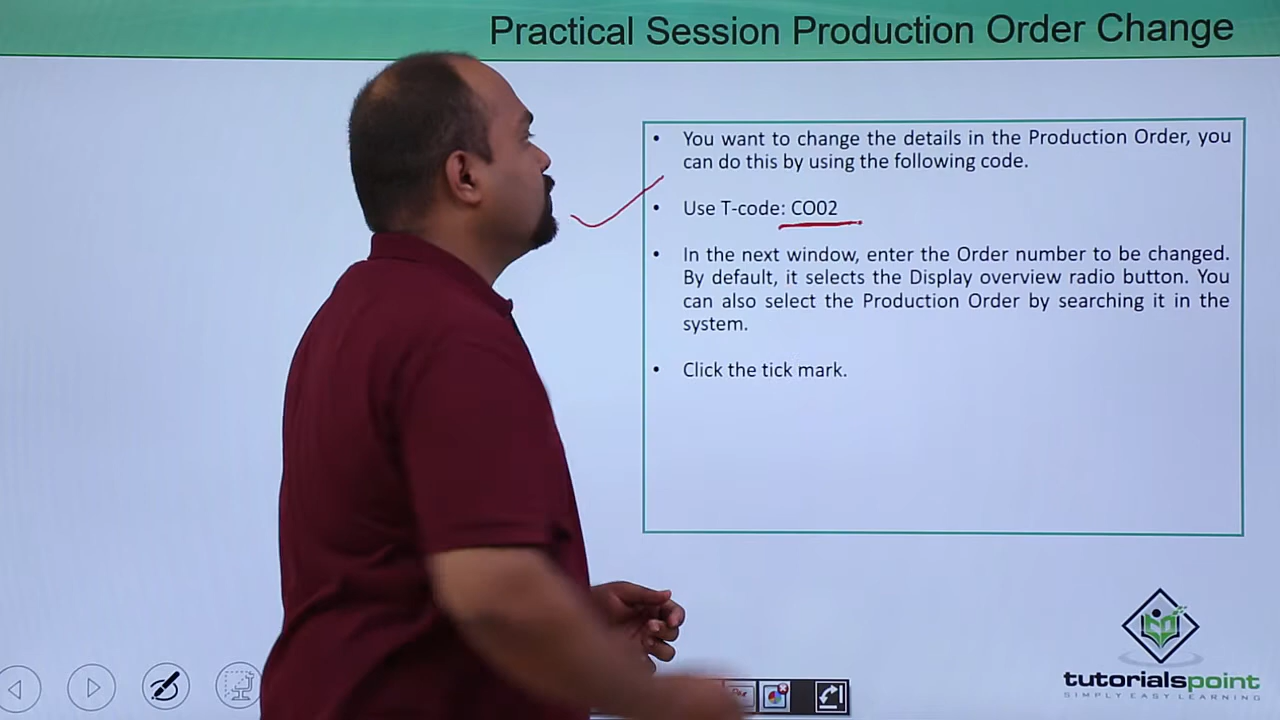 Practical Session Production Order Change
• You want to change the details in the Production Order, you
can do this by using the following code.
• Use T-code: CO02
• In the next window, enter the Order number to be changed.
By default, it selects the Display overview radio button. You
can also select the Production Order by searching it in the
system.
• Click the tick mark.
tutorialspoint
SIMPLY EASY LEARNING